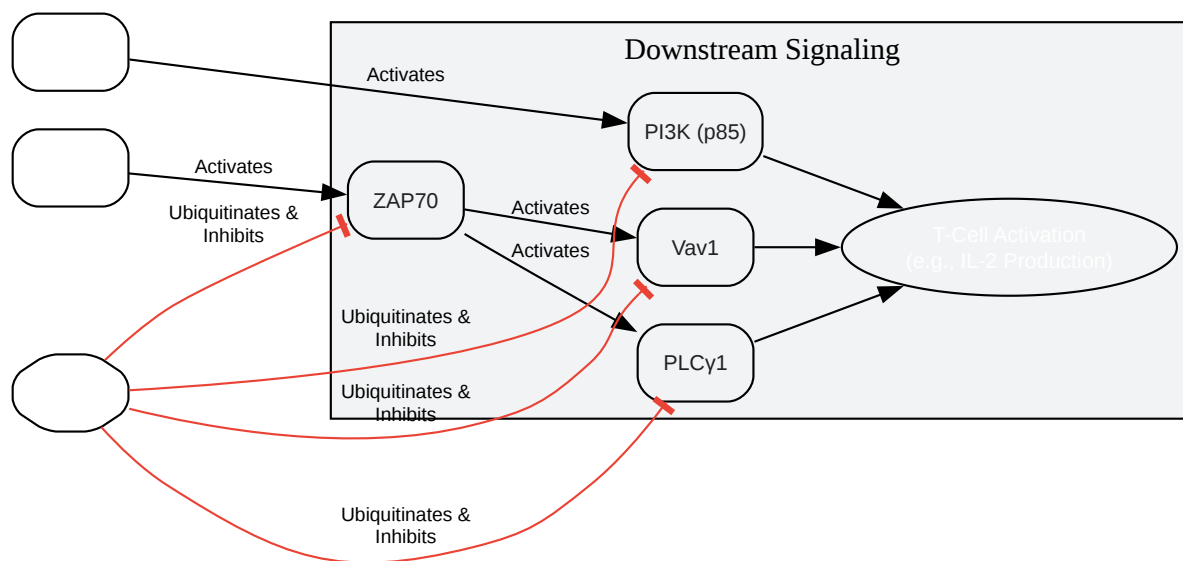 Downstream Signaling
Activates
PI3K (p85)
Activates
ZAP70
Ubiquitinates &
Inhibits
Activates
Vav1
Activates
T-Cell Activation
(e.g., IL-2 Production)
Ubiquitinates &
Inhibits
PLCγ1
Ubiquitinates &
Inhibits
Ubiquitinates &
Inhibits